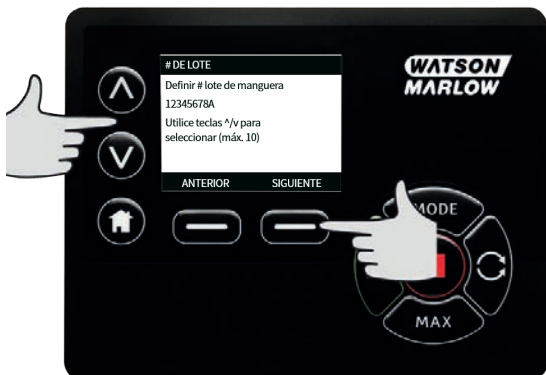 # DE LOTE
Definir # lote de manguera
12345678A
Utilice teclas ^/v para
seleccionar (máx. 10)
ANTERIOR SIGUIENTE
WATSON
MARLOW
MODE
MAX